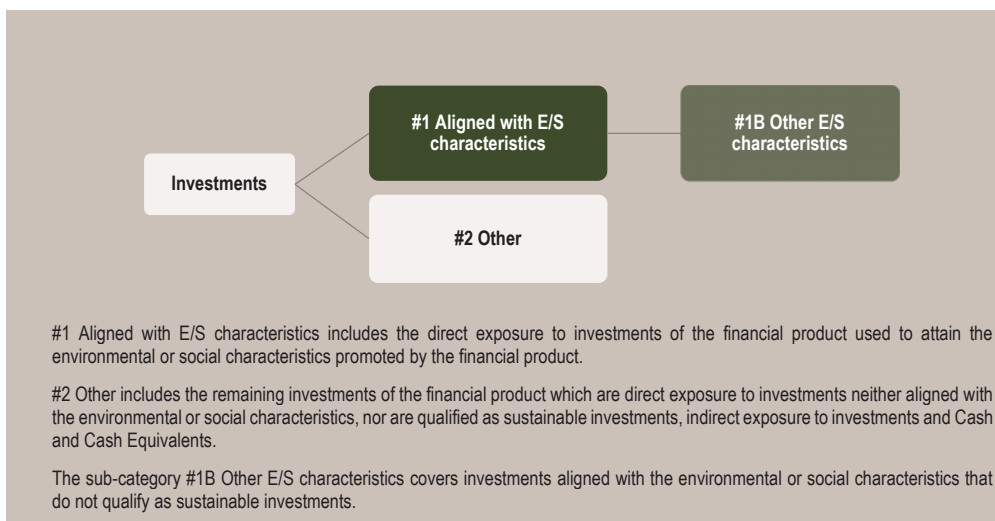 #1 Aligned with E/S
characteristics
#1B Other E/S
characteristics
Investments
#2 Other
#1 Aligned with E/S characteristics includes the direct exposure to investments of the financial product used to attain the
environmental or social characteristics promoted by the financial product.
#2 Other includes the remaining investments of the financial product which are direct exposure to investments neither aligned with
the environmental or social characteristics, nor are qualified as sustainable investments, indirect exposure to investments and Cash
and Cash Equivalents.
The sub-category #1B Other E/S characteristics covers investments aligned with the environmental or social characteristics that
do not qualify as sustainable investments.